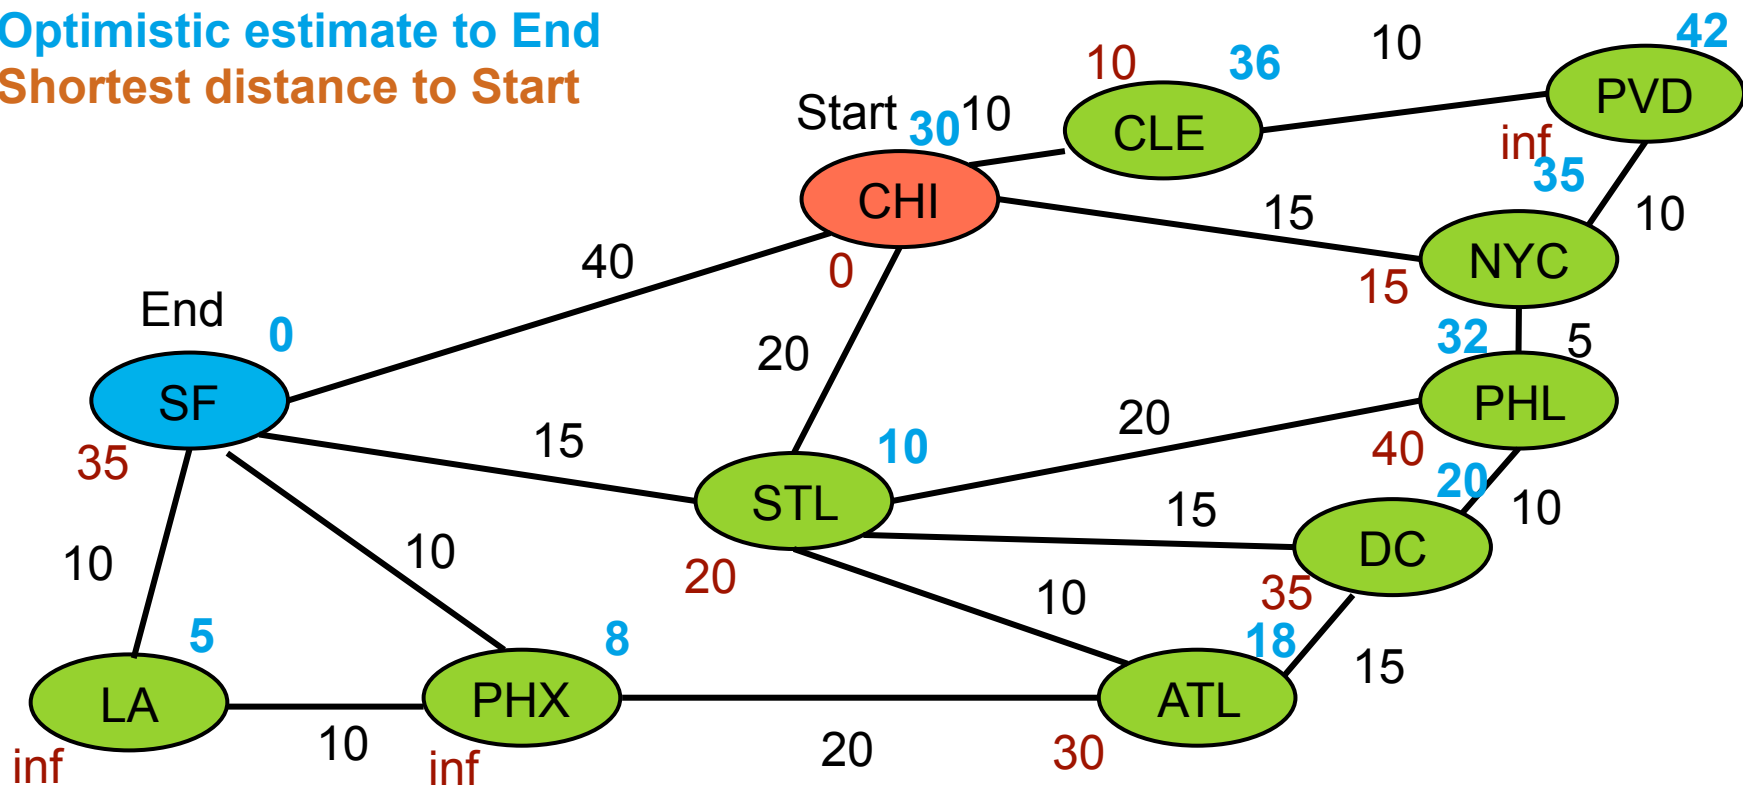 Optimistic estimate to End
Shortest distance to Start
42
10
10
36
PVD
Start
30
10
CLE
inf
35
CHI
15
10
40
0
NYC
15
End
0
20
32
5
SF
PHL
15
20
10
40
35
20
STL
15
10
10
10
DC
20
10
35
5
8
18
15
LA
PHX
ATL
10
20
30
inf
inf